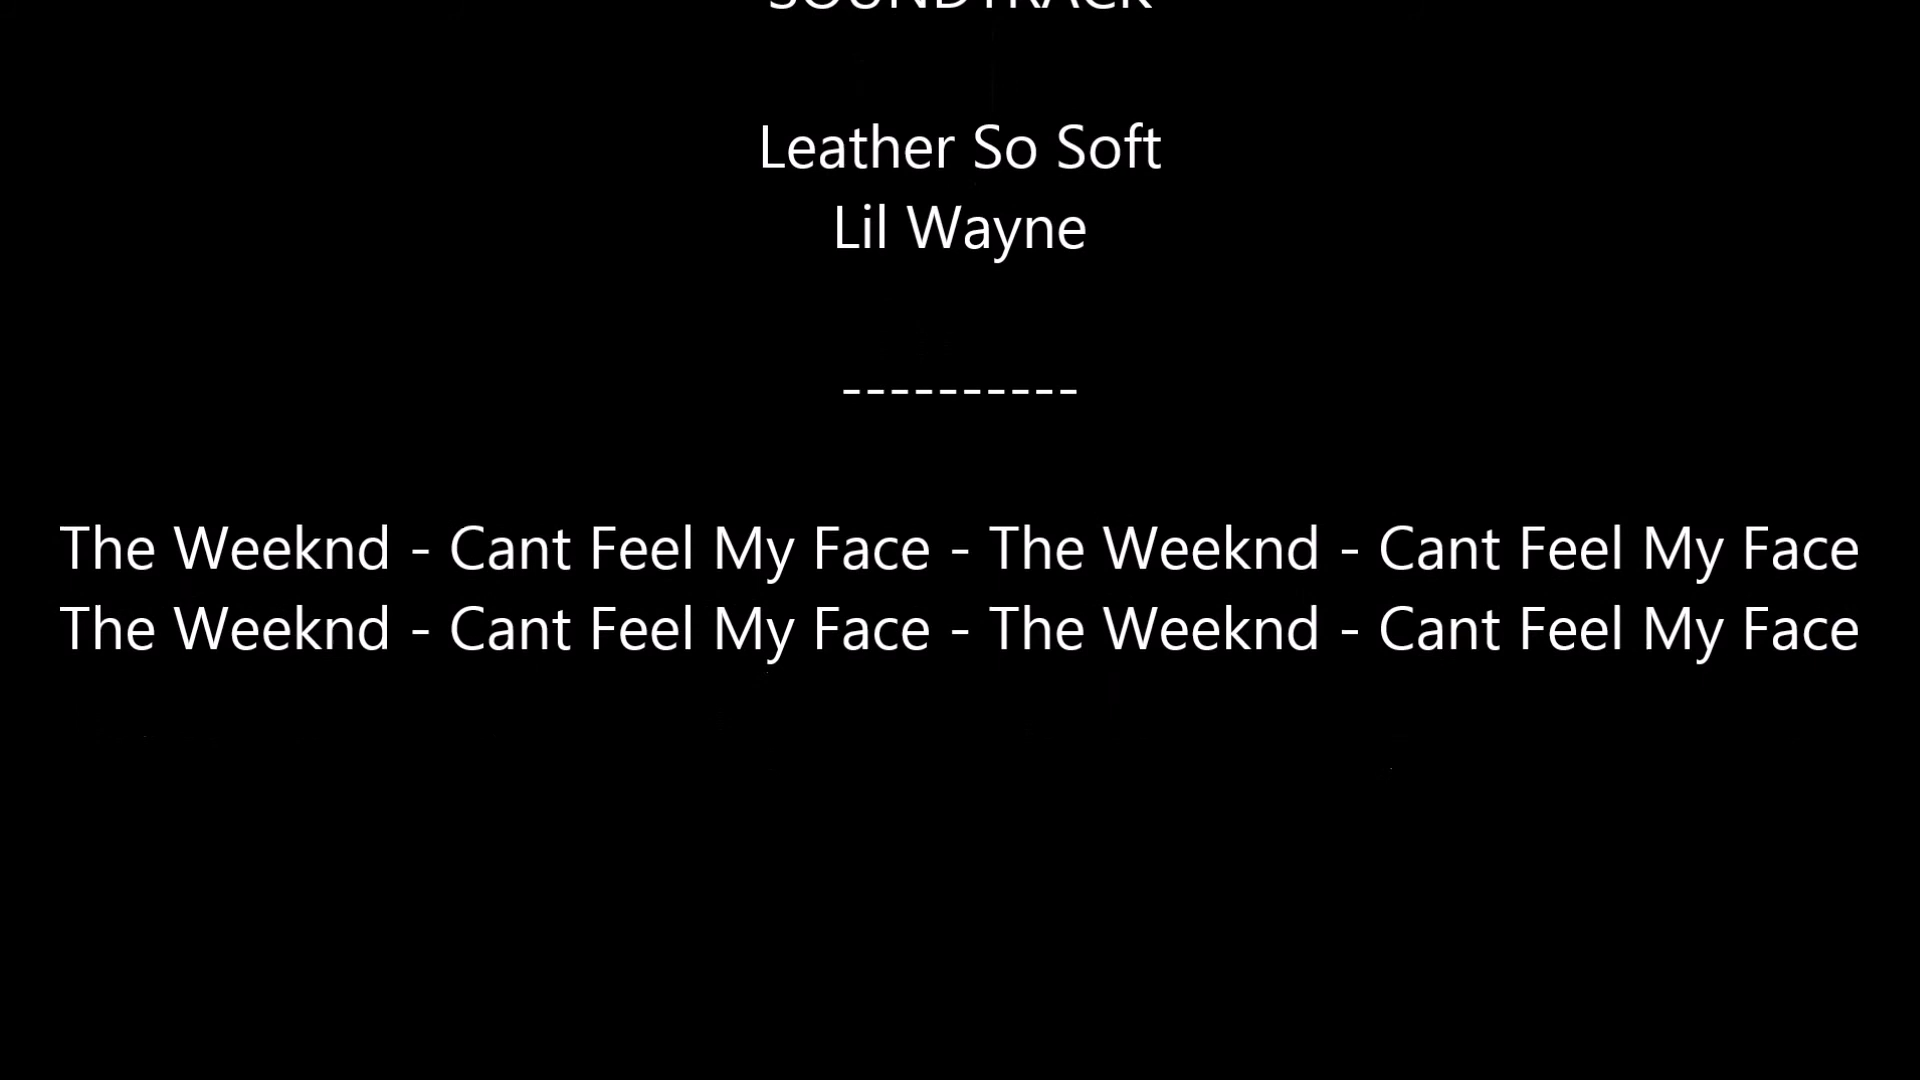 SOUNDTRACK
Leather So Soft
Lil Wayne
----------
The Weeknd - Cant Feel My Face - The Weeknd - Cant Feel My Face
The Weeknd - Cant Feel My Face - The Weeknd - Cant Feel My Face